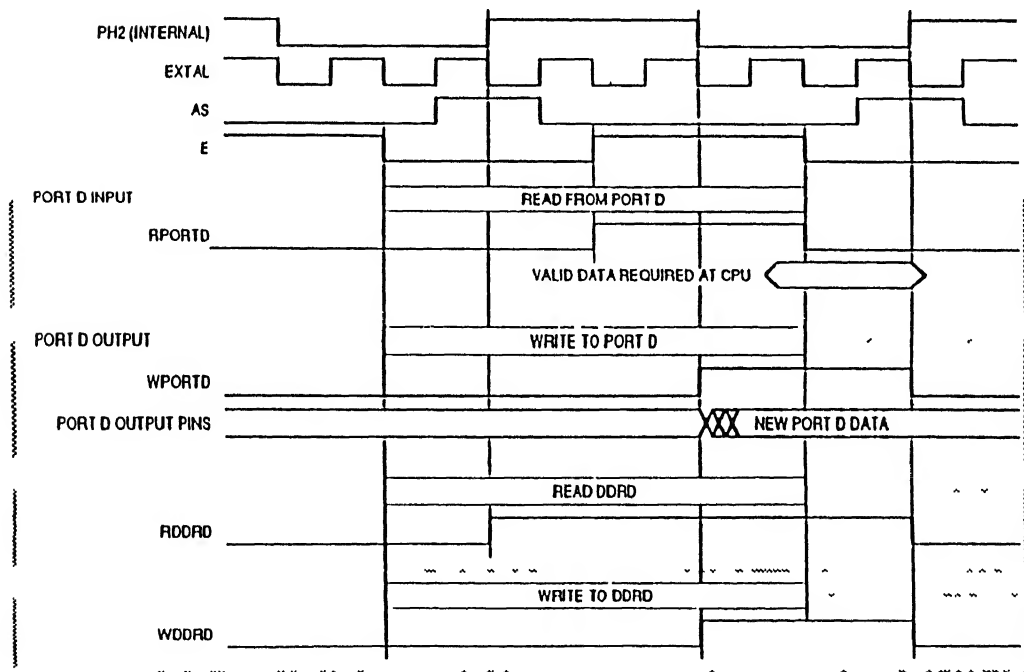 PH2 (INTERNAL)
EXTAL
AS
E
PORT D INPUT
READ FROM PORT D
RPORTD
VALID DATA REQUIRED AT CPU
PORT D OUTPUT
WRITE TO PORT D
WPORTD
PORT D OUTPUT PINS
NEW PORT D DATA
READ DDRD
RDDRD
WRITE TO DDRD
WDDRD